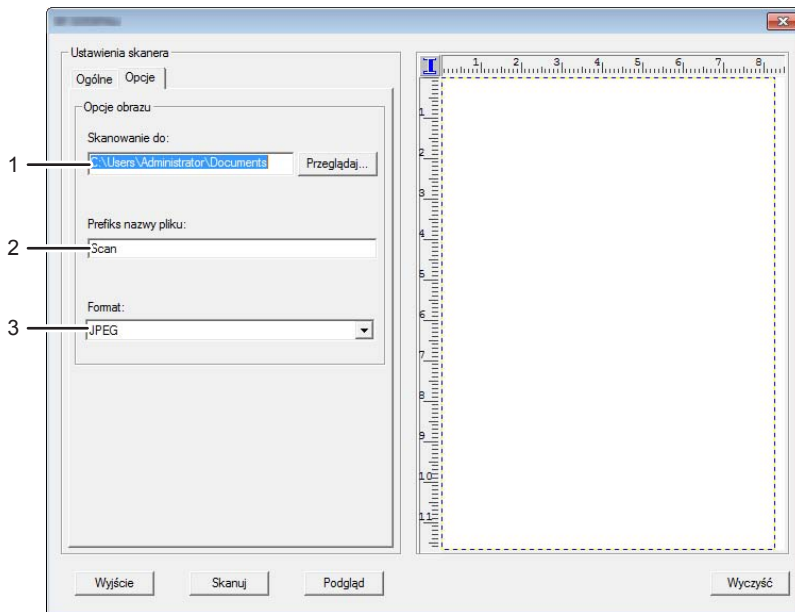 Ustawienia skanera
Ogólne Opcje
Opcje obrazu
Skanowanie do:
1 C:\Users\Administrator\Documents Przeglądaj...
Prefiks nazwy pliku:
2 Scan
Format:
3 JPEG
1 2 3 4 5 6 7 8
1
2
3
4
5
6
7
8
9
10
11
Wyjście Skanuj Podgląd Wyczyść